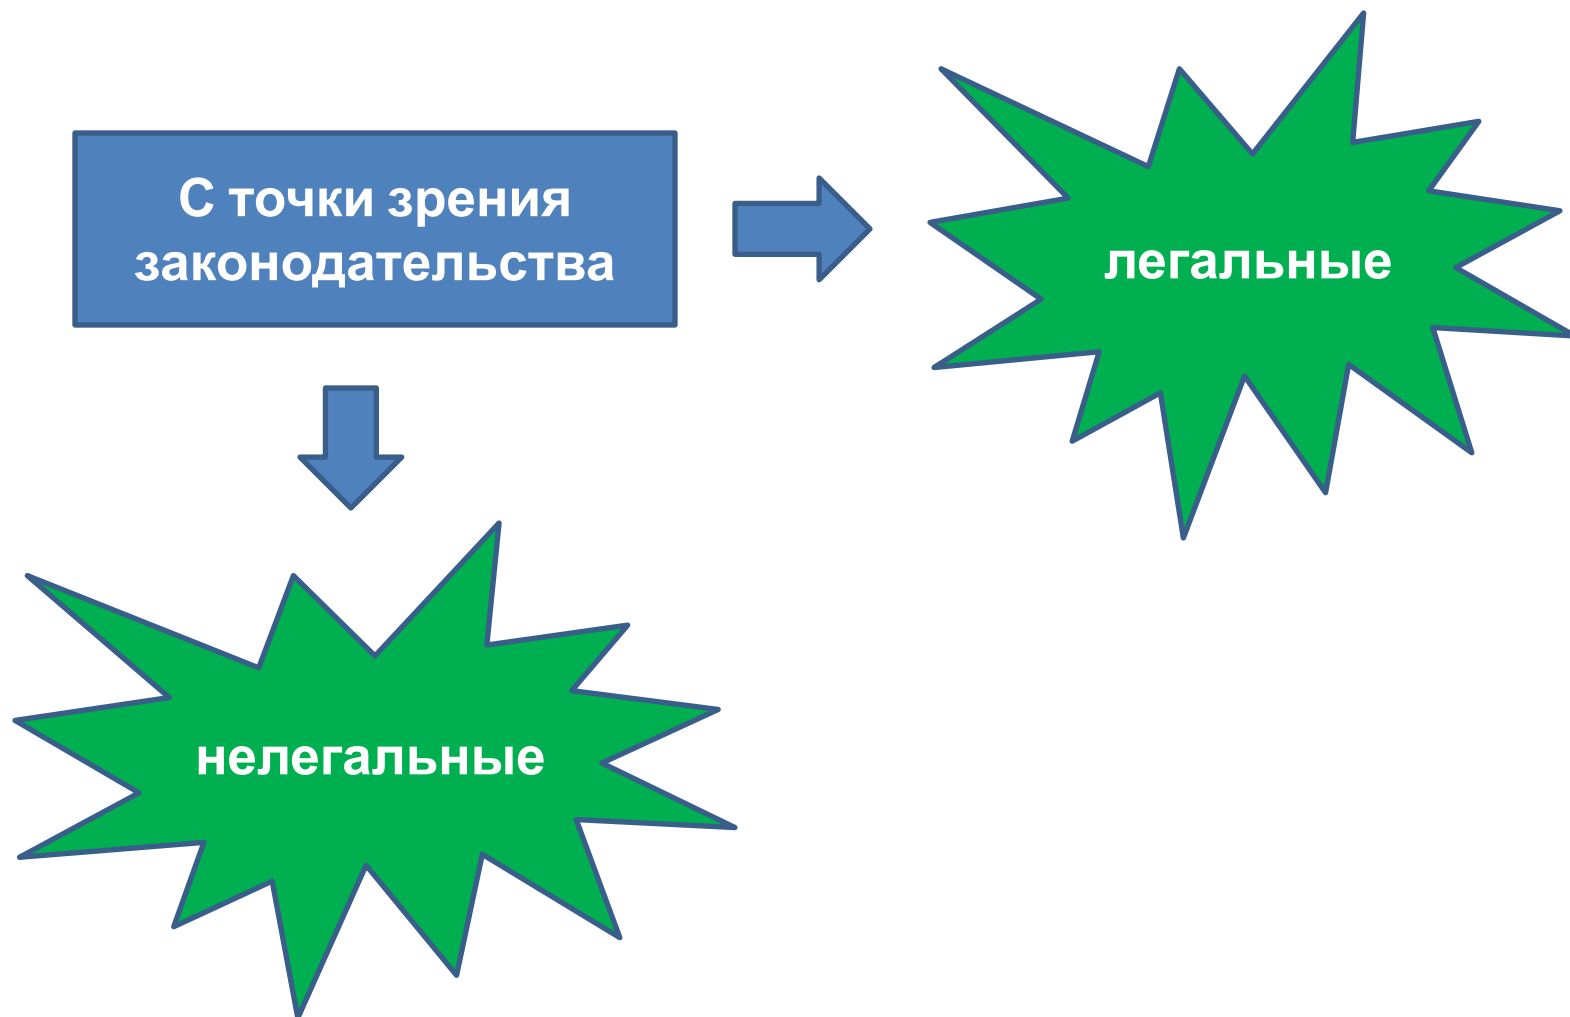 С точки зрения
законодательства
легальные
нелегальные